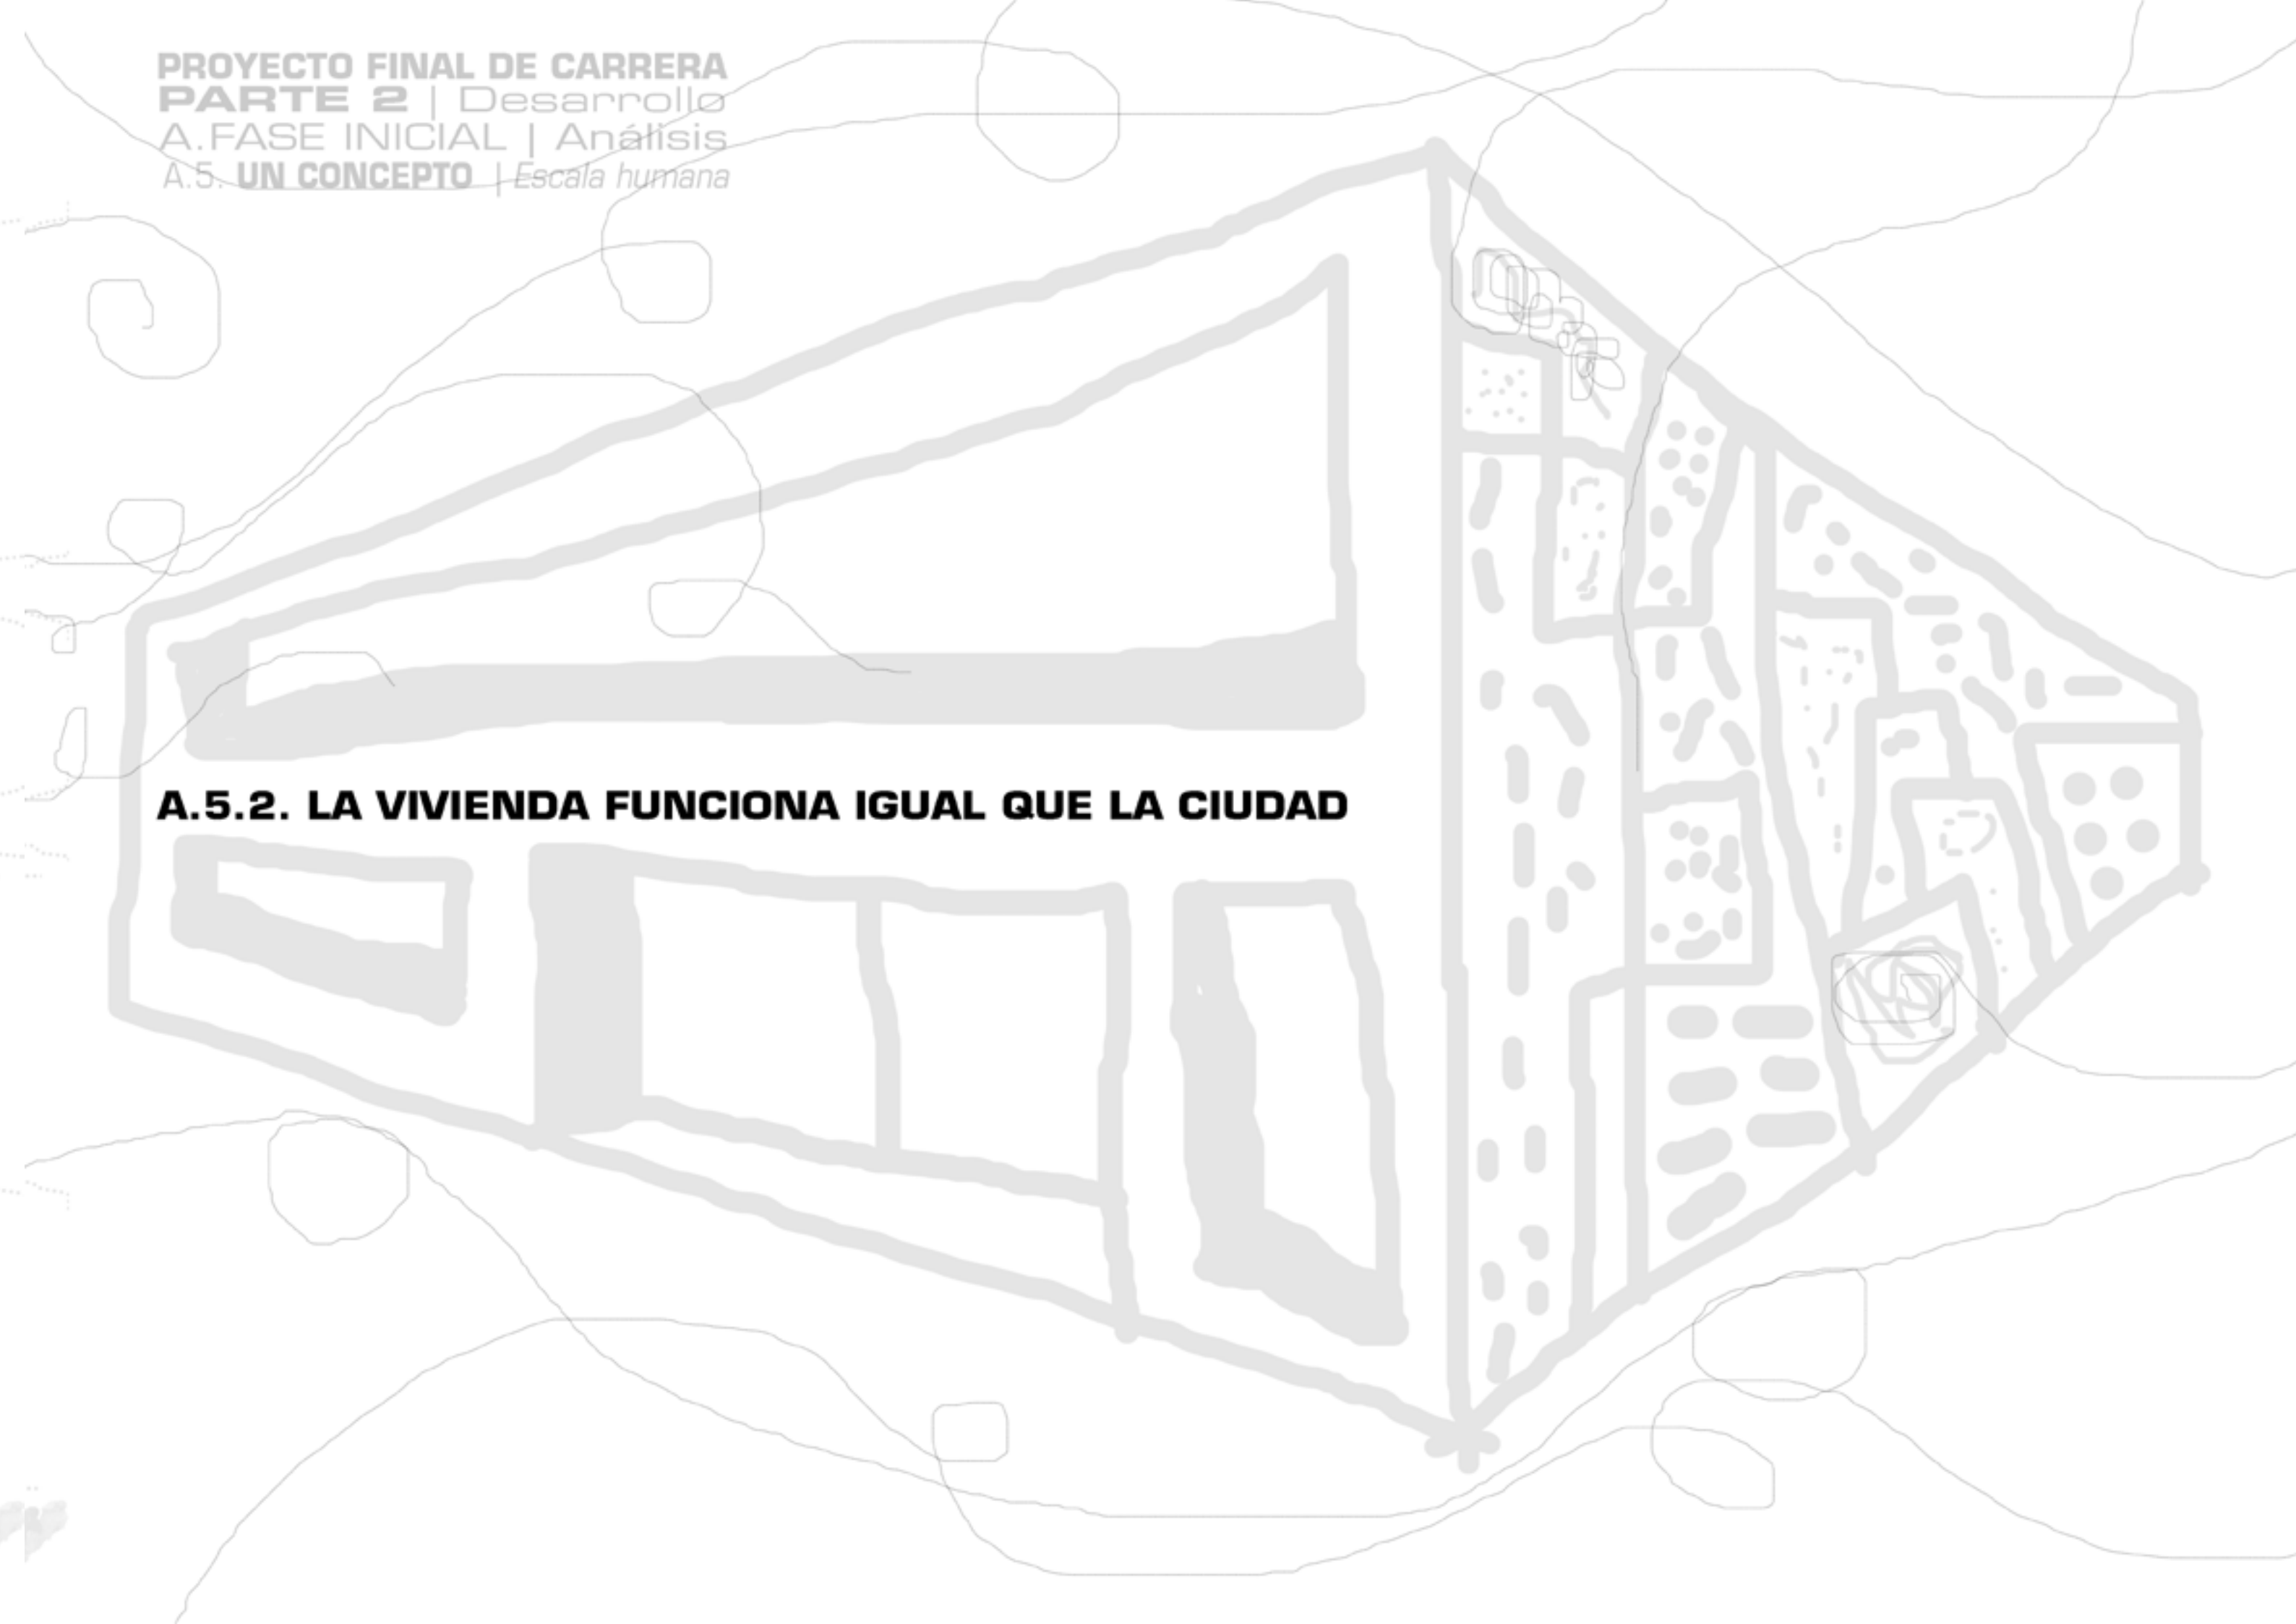 PROYECTO FINAL DE CARRERA
PARTE 2 | Desarrollo
A.FASE INICIAL | Análisis
A.5. UN CONCEPTO | Escala humana
A.5.2. LA VIVIENDA FUNCIONA IGUAL QUE LA CIUDAD